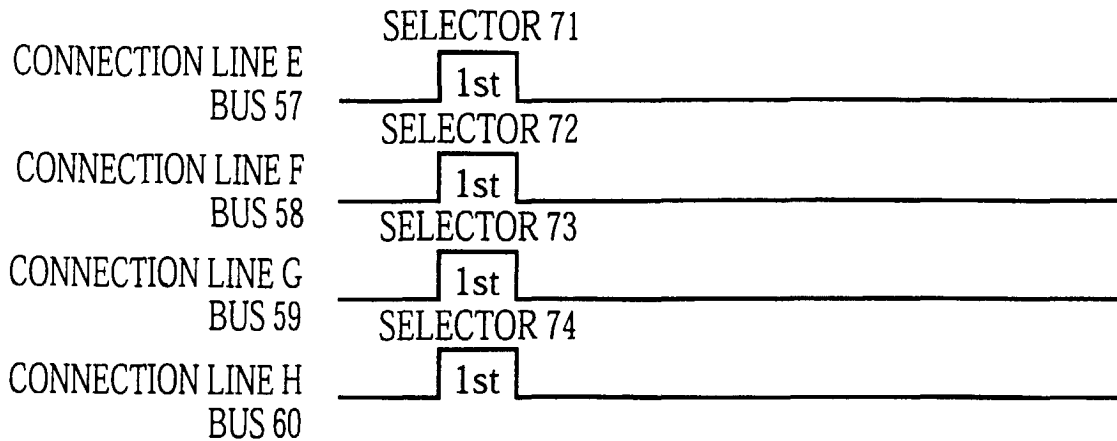 SELECTOR 71
CONNECTION LINE E
BUS 57
1st
SELECTOR 72
CONNECTION LINE F
BUS 58
1st
SELECTOR 73
CONNECTION LINE G
BUS 59
1st
SELECTOR 74
CONNECTION LINE H
BUS 60
1st